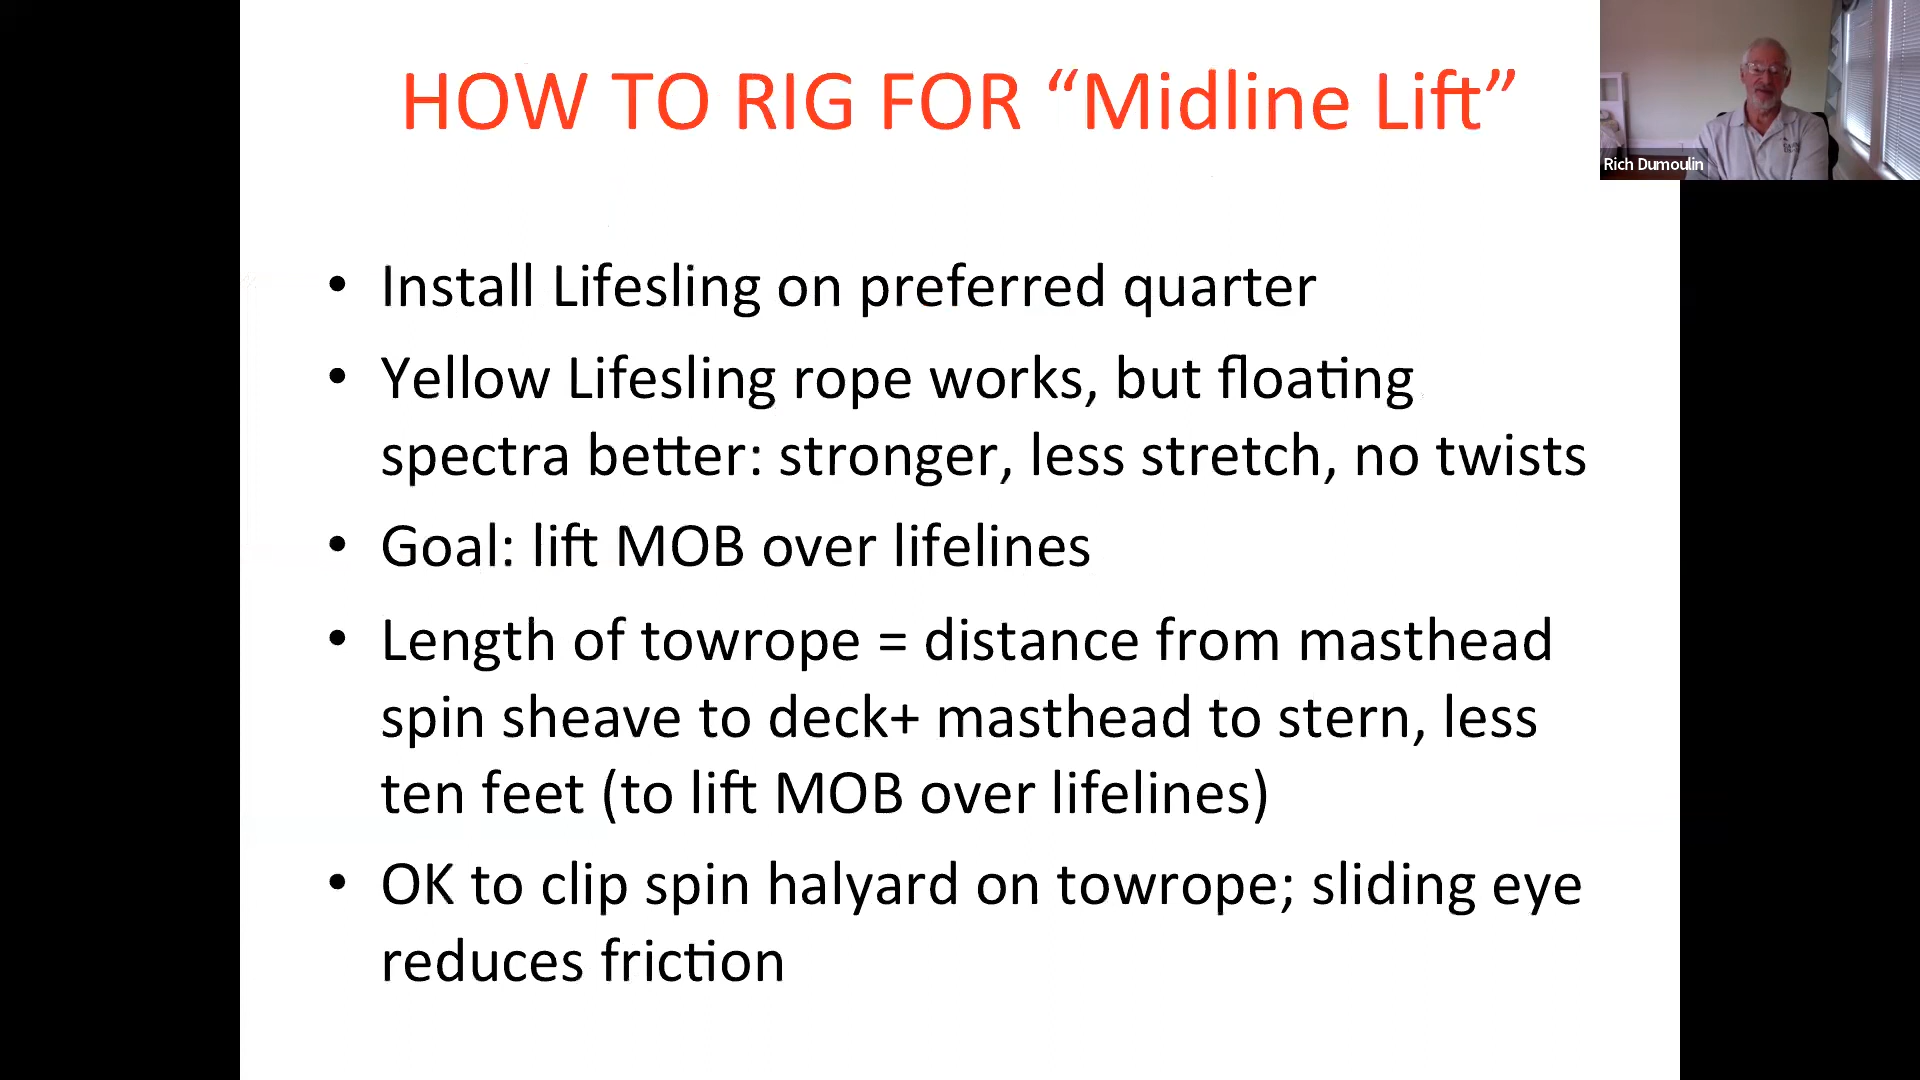 HOW TO RIG FOR “Midline Lift”
Rich Dumoulin
• Install Lifesling on preferred quarter
• Yellow Lifesling rope works, but floating
spectra better: stronger, less stretch, no twists
• Goal: lift MOB over lifelines
• Length of towrope = distance from masthead
spin sheave to deck+ masthead to stern, less
ten feet (to lift MOB over lifelines)
• OK to clip spin halyard on towrope; sliding eye
reduces friction